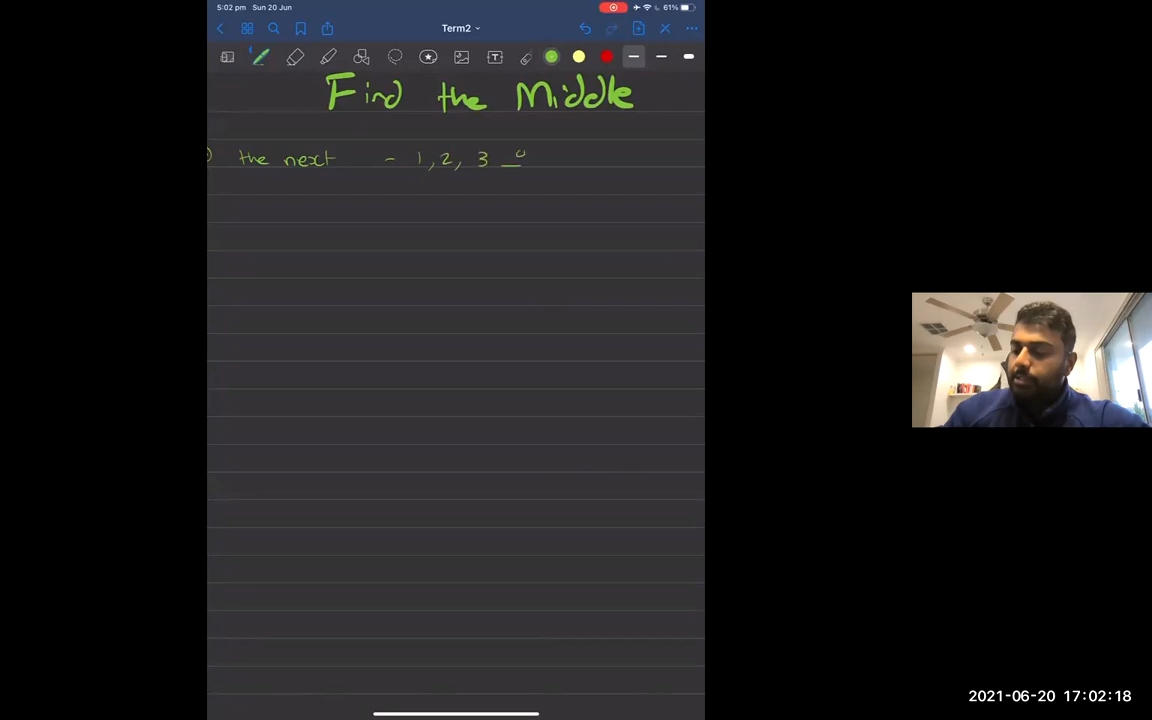 5:02 pm Sun 20 Jun 61%
Term2
Find the Middle
the next - 1, 2, 3 __
2021-06-20 17:02:18